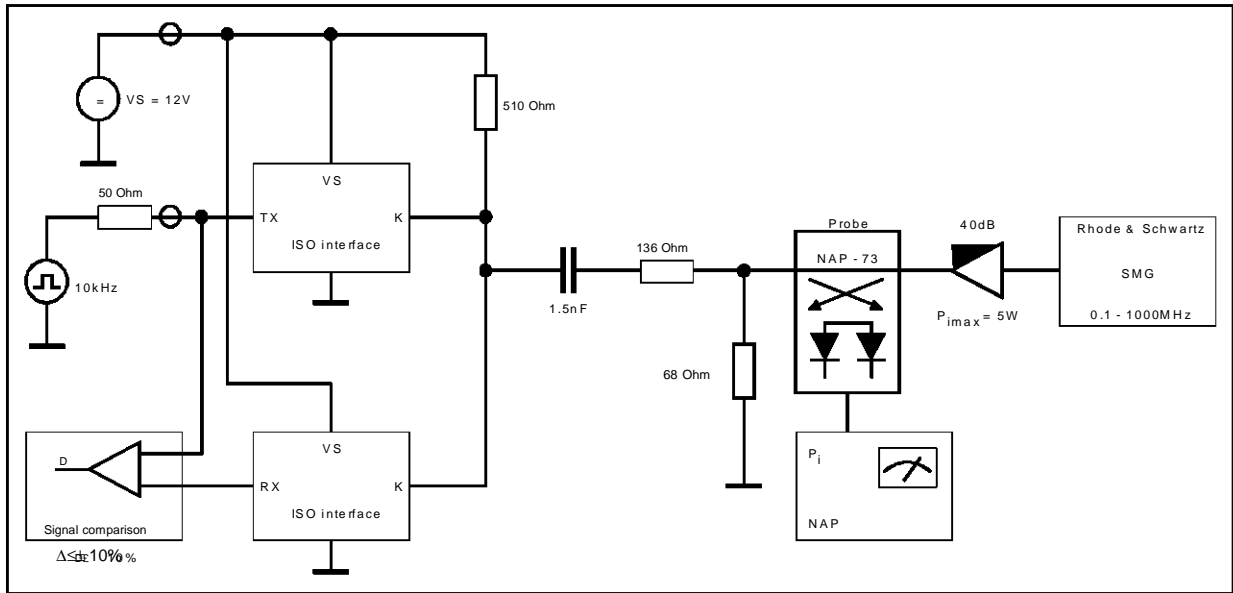 VS = 12V
510 Ohm
50 Ohm
VS
TX
K
ISO interface
10kHz
1.5nF
136 Ohm
68 Ohm
Probe
NAP - 73
40dB
Pimax = 5W
Rhode & Schwartz
SMG
0.1 - 1000MHz
VS
RX
K
ISO interface
D
Signal comparison
Pi
NAP